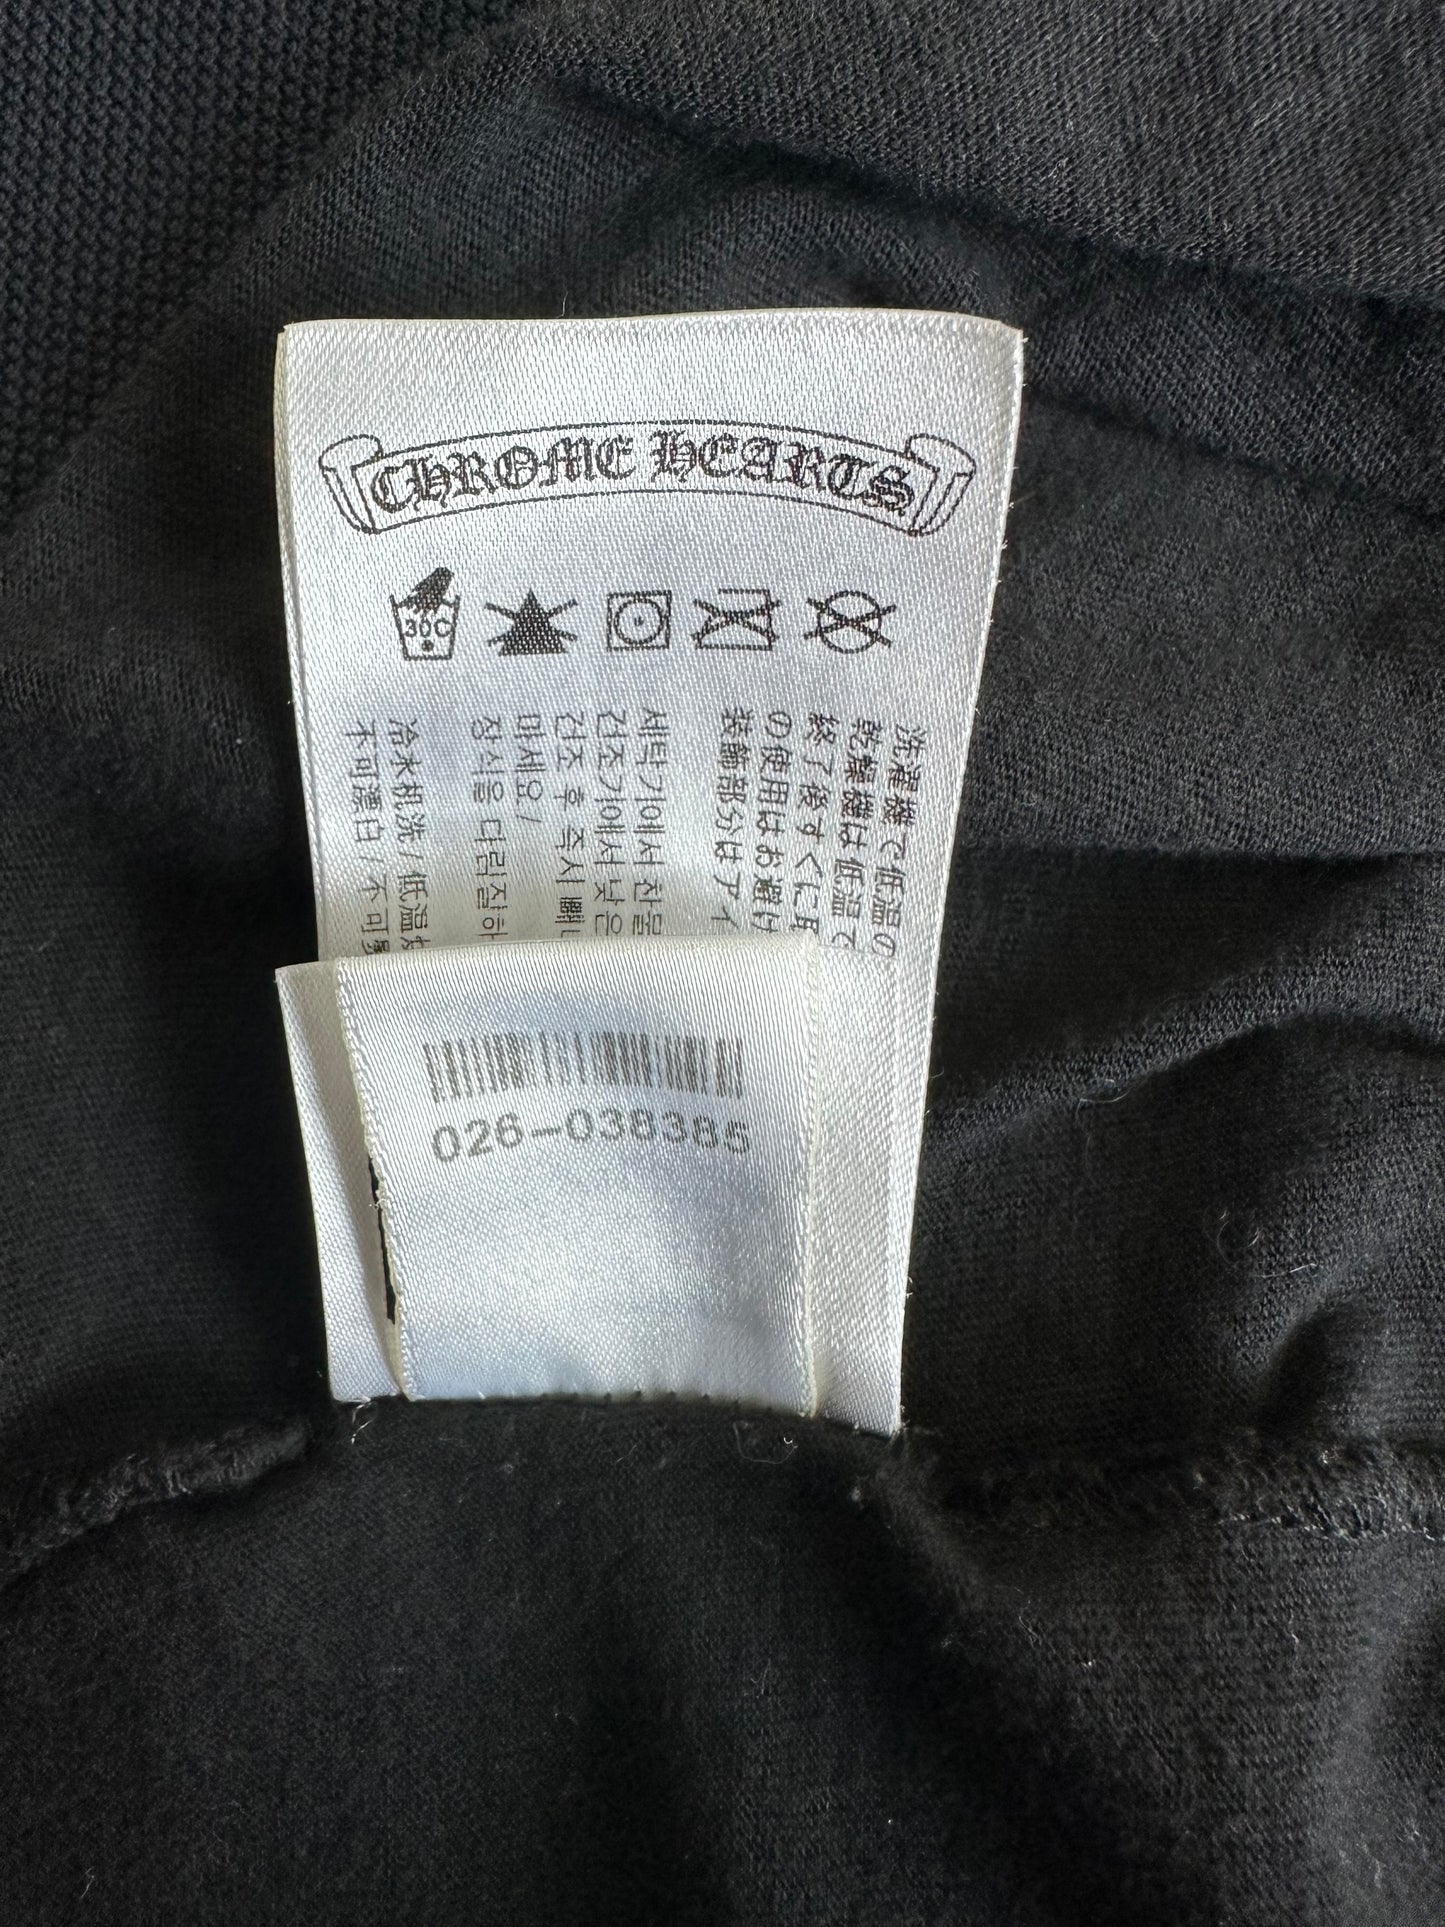 CHROME HEARTS
30C
洗濯機で低温の
乾燥機は低温で
終了後すぐに
の使用はお避け
装飾部分はアイ
세탁기에서 찬물
건조기에서 낮은
건조 후 즉시
마세요/
장식을 다림질하
冷水机洗/低温
不可漂白/不可
026-038385